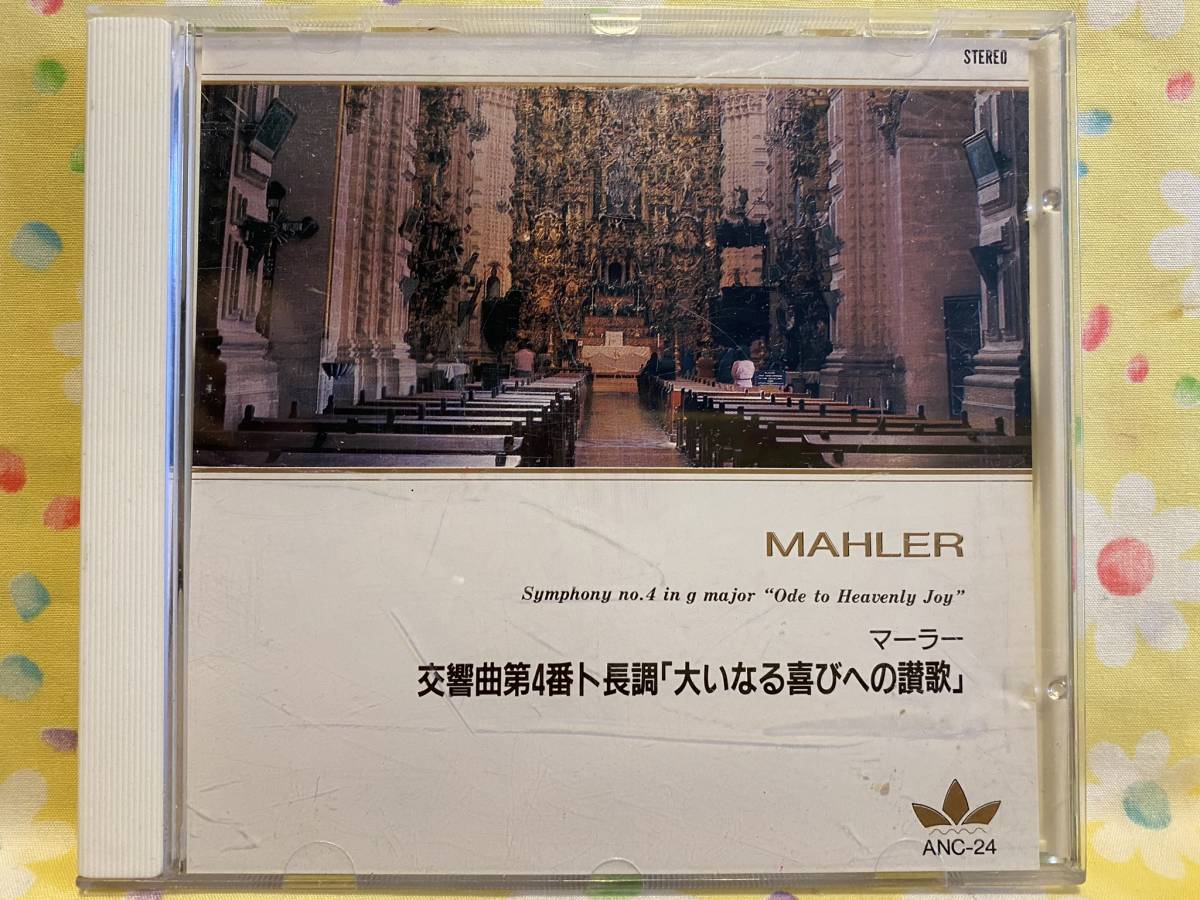 STEREO
MAHLER
Symphony no.4 in g major “Ode to Heavenly Joy”
マーラー
交響曲第4番ト長調「大いなる喜びへの讃歌」
ANC-24